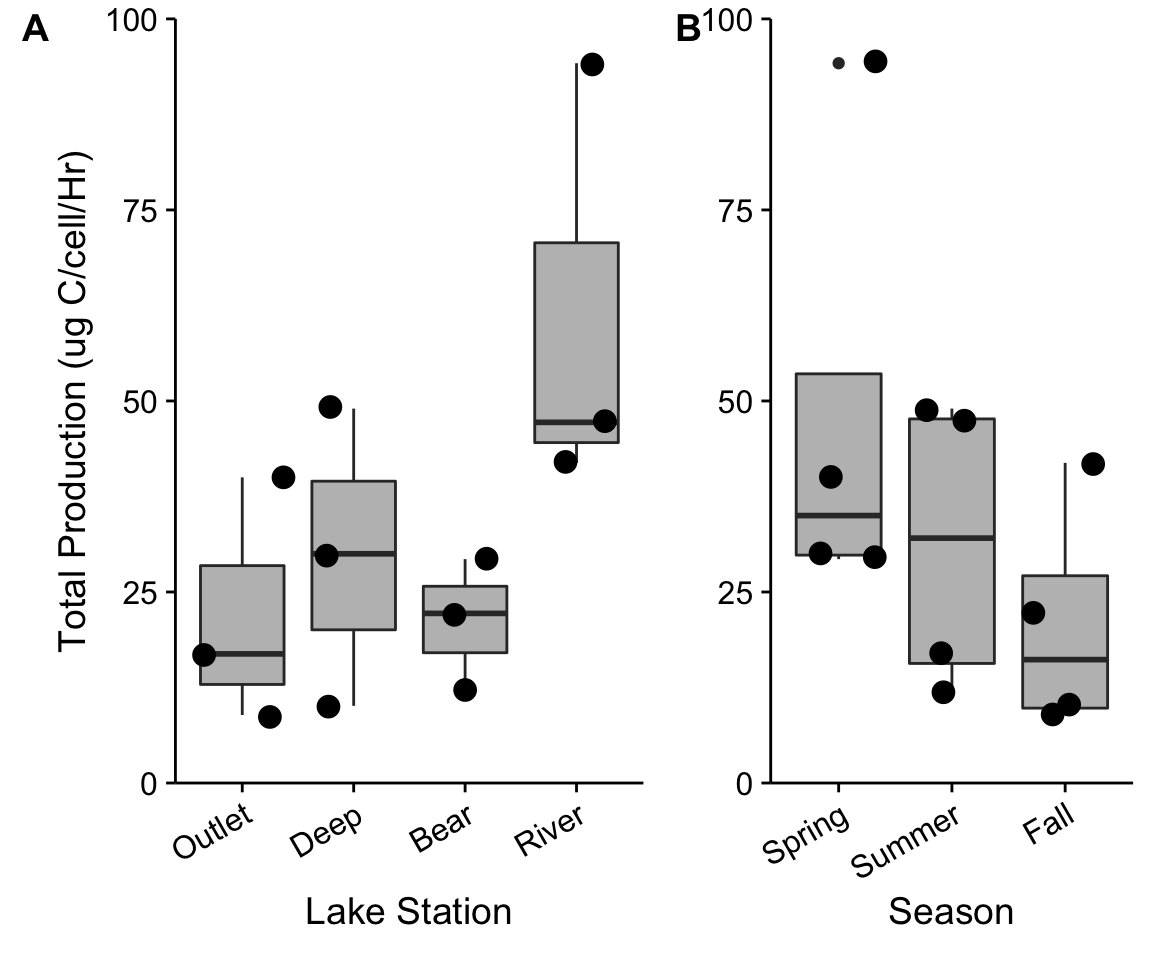 A
100
75
50
25
0
Total Production (ug C/cell/Hr)
Outlet
Deep
Bear
River
Lake Station
B
100
75
50
25
0
Spring
Summer
Fall
Season